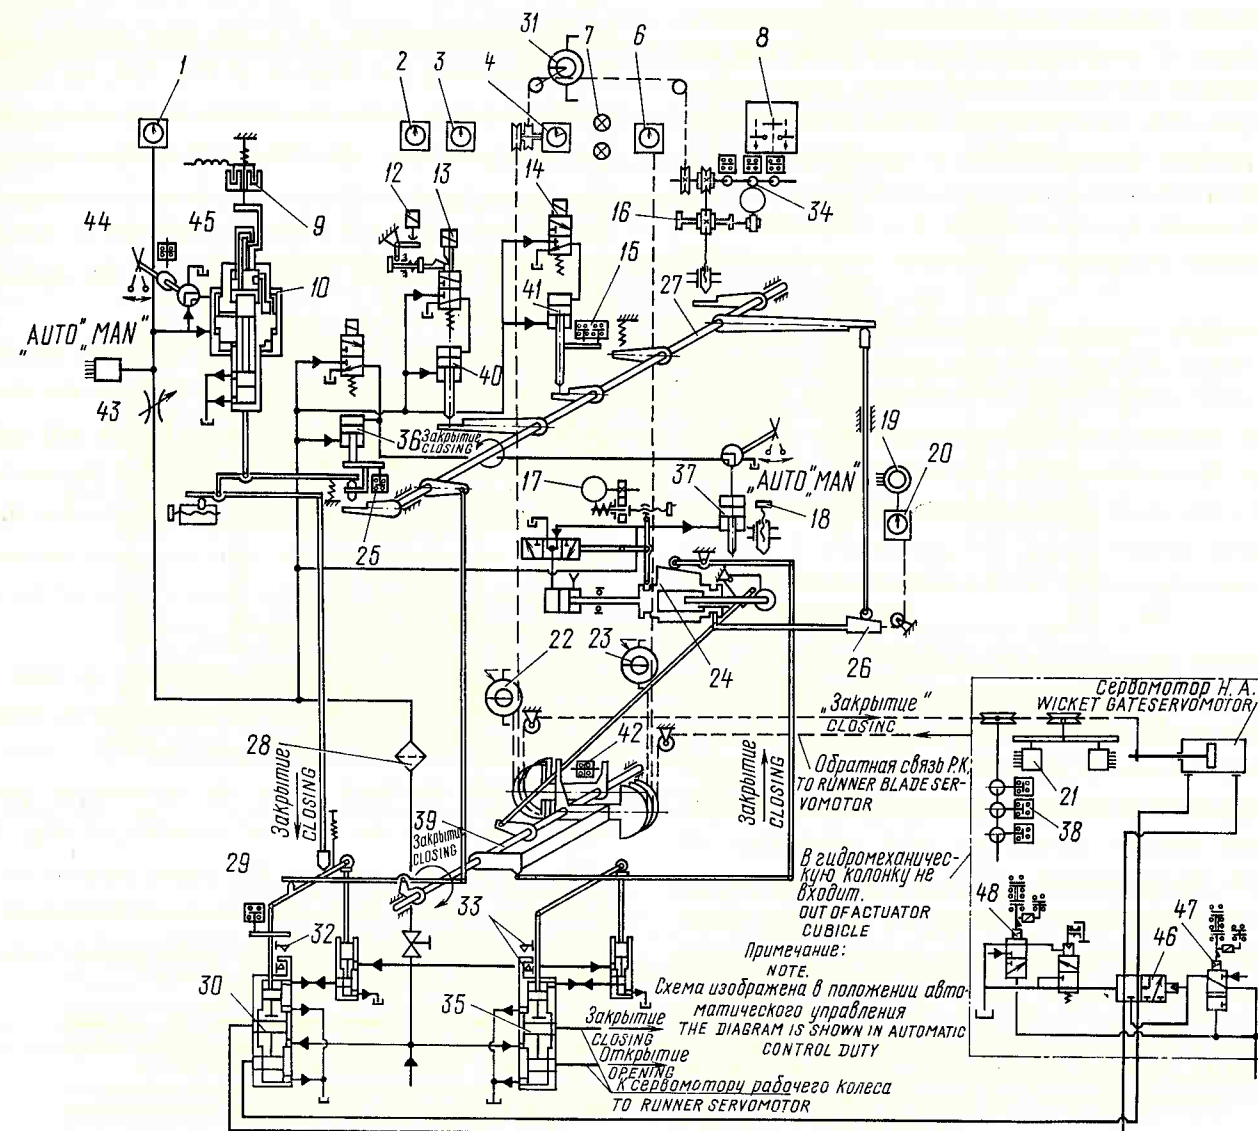 31
7
6
8
1
2
3
4
12
13
14
34
44
45
9
16
15
27
10
41
„AUTO" „MAN"
43
40
36
Закрытие
CLOSING
19
20
17
37
„AUTO" „MAN"
18
25
22
23
24
26
Сервомотор Н.А.
WICKET GATE SERVOMOTOR
„Закрытие"
CLOSING
28
42
Обратная связь Р.К.
TO RUNNER BLADE SER-
VOMOTOR
21
38
Закрытие
CLOSING
Закрытие
CLOSING
39
Закрытие
CLOSING
В гидромеханичес-
кую колонку не
входит.
OUT OF ACTUATOR
CUBICLE
29
33
32
48
47
46
Примечание:
NOTE.
Схема изображена в положении авто-
матического управления
THE DIAGRAM IS SHOWN IN AUTOMATIC
CONTROL DUTY
30
35
Закрытие
CLOSING
Открытие
OPENING
К сервомотору рабочего колеса
TO RUNNER SERVOMOTOR